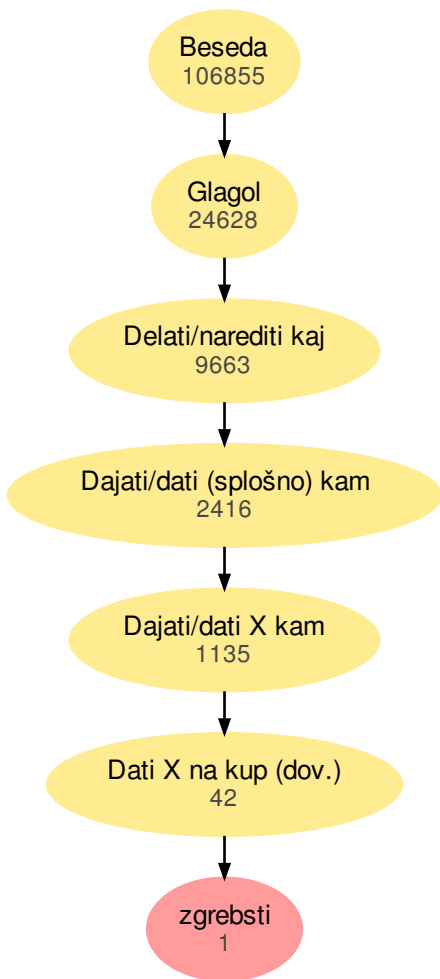 Beseda
106855
Glagol
24628
Delati/narediti kaj
9663
Dajati/dati (splošno) kam
2416
Dajati/dati X kam
1135
Dati X na kup (dov.)
42
zgrebsti
1